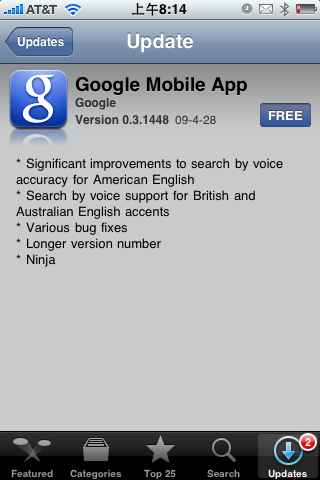 AT&T 上午8:14
Updates
Update
g
Google Mobile App
Google
Version 0.3.1448 09-4-28
FREE
* Significant improvements to search by voice
accuracy for American English
* Search by voice support for British and
Australian English accents
* Various bug fixes
* Longer version number
* Ninja
2
Featured Categories Top 25 Search Updates